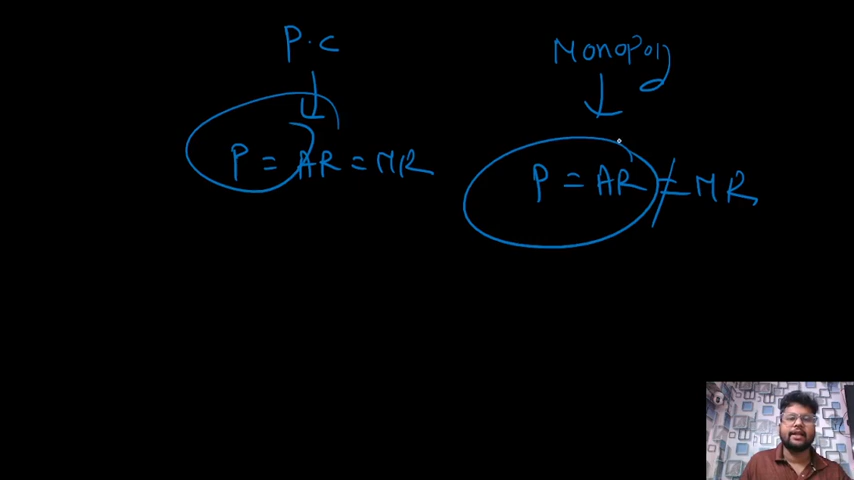 P.C
Monopoly
P = AR = MR
P = AR ≠ MR